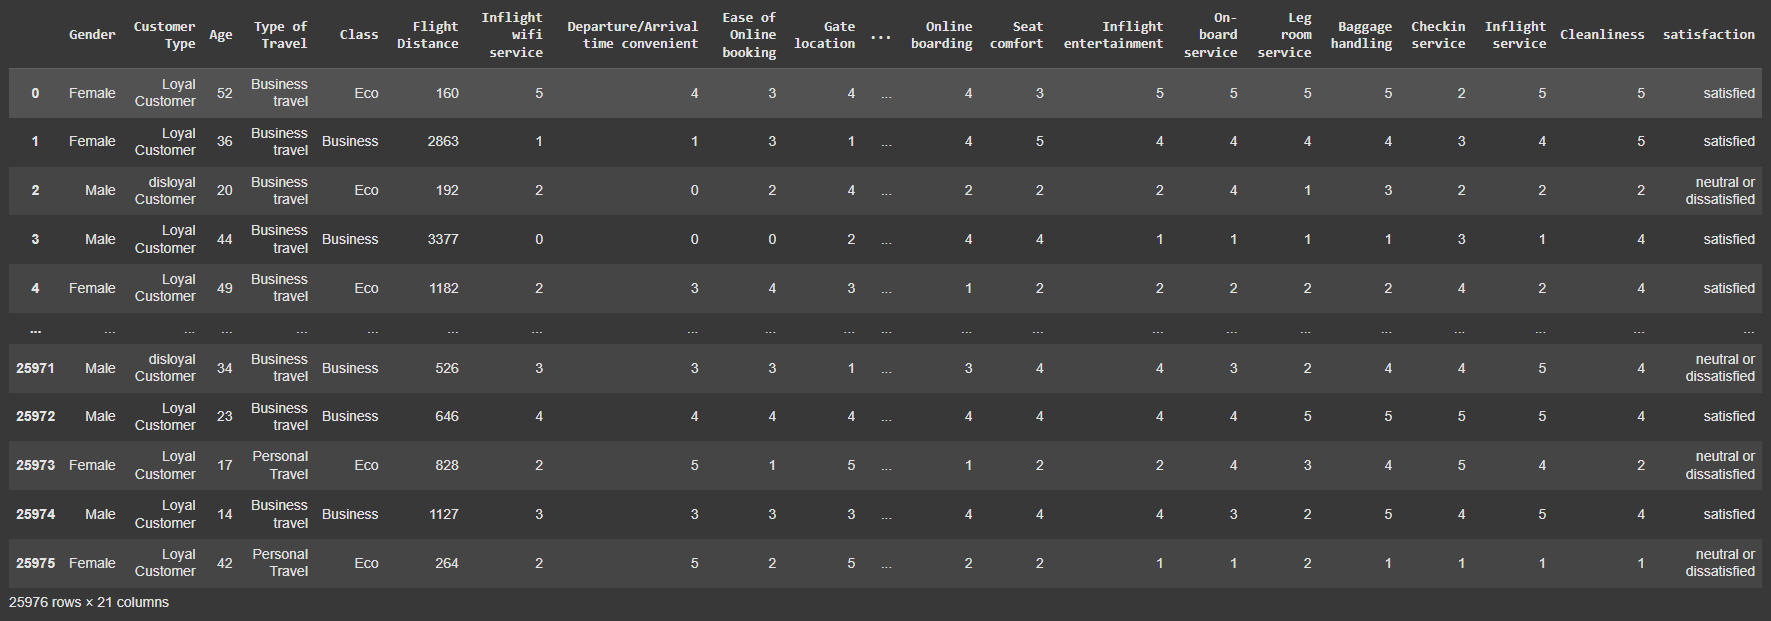 Gender Customer Type Age Type of Travel Class Flight Distance Inflight wifi service Departure/Arrival time convenient Ease of Online booking Gate location ... Online boarding Seat comfort Inflight entertainment On-board service Leg room service Baggage handling Checkin service Inflight service Cleanliness satisfaction
0 Female Loyal Customer 52 Business travel Eco 160 5 4 3 4 ... 4 3 5 5 5 5 2 5 5 satisfied
1 Female Loyal Customer 36 Business travel Business 2863 1 1 3 1 ... 4 5 4 4 4 4 3 4 5 satisfied
2 Male disloyal Customer 20 Business travel Eco 192 2 0 2 4 ... 2 2 2 4 1 3 2 2 2 neutral or dissatisfied
3 Male Loyal Customer 44 Business travel Business 3377 0 0 0 2 ... 4 4 1 1 1 1 3 1 4 satisfied
4 Female Loyal Customer 49 Business travel Eco 1182 2 3 4 3 ... 1 2 2 2 2 2 4 2 4 satisfied
... ... ... ... ... ... ... ... ... ... ... ... ... ... ... ... ... ... ... ... ... ...
25971 Male disloyal Customer 34 Business travel Business 526 3 3 3 1 ... 3 4 4 3 2 4 4 5 4 neutral or dissatisfied
25972 Male Loyal Customer 23 Business travel Business 646 4 4 4 4 ... 4 4 4 4 5 5 5 5 4 satisfied
25973 Female Loyal Customer 17 Personal Travel Eco 828 2 5 1 5 ... 1 2 2 4 3 4 5 4 2 neutral or dissatisfied
25974 Male Loyal Customer 14 Business travel Business 1127 3 3 3 3 ... 4 4 4 3 2 5 4 5 4 satisfied
25975 Female Loyal Customer 42 Personal Travel Eco 264 2 5 2 5 ... 2 2 1 1 2 1 1 1 1 neutral or dissatisfied
25976 rows × 21 columns